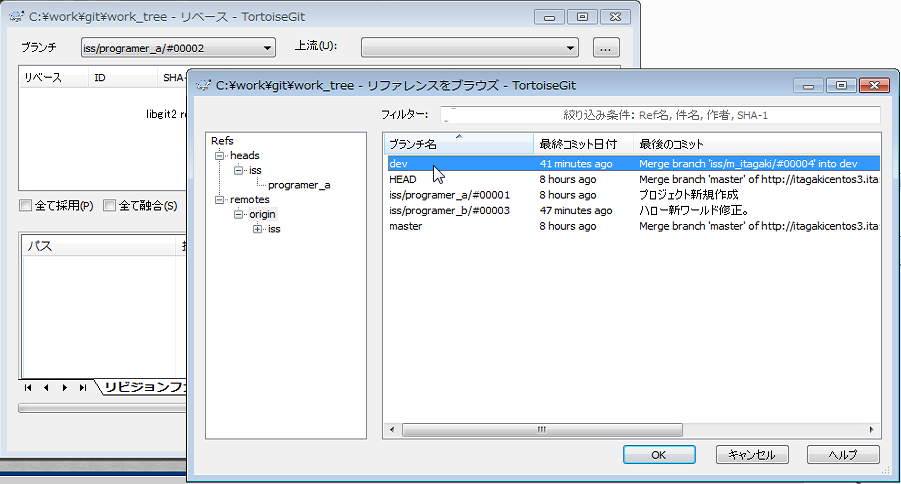 C:¥work¥git¥work_tree - リベース - TortoiseGit
ブランチ iss/programer_a/#00002 上流(U): ...
リベース ID SHA-
libgit2 re
全て採用(P) 全て融合(S)
パス
リビジョンファ
C:¥work¥git¥work_tree - リファレンスをブラウズ - TortoiseGit
フィルター: 絞り込み条件: Ref名, 件名, 作者, SHA-1
Refs
heads
iss
programer_a
remotes
origin
iss
ブランチ名 最終コミット日付 最後のコミット
dev 41 minutes ago Merge branch 'iss/m_itagaki/#00004' into dev
HEAD 8 hours ago Merge branch 'master' of http://itagakicentos3.ita
iss/programer_a/#00001 8 hours ago プロジェクト新規作成
iss/programer_b/#00003 47 minutes ago ハロー新ワールド修正。
master 8 hours ago Merge branch 'master' of http://itagakicentos3.ita
OK キャンセル ヘルプ